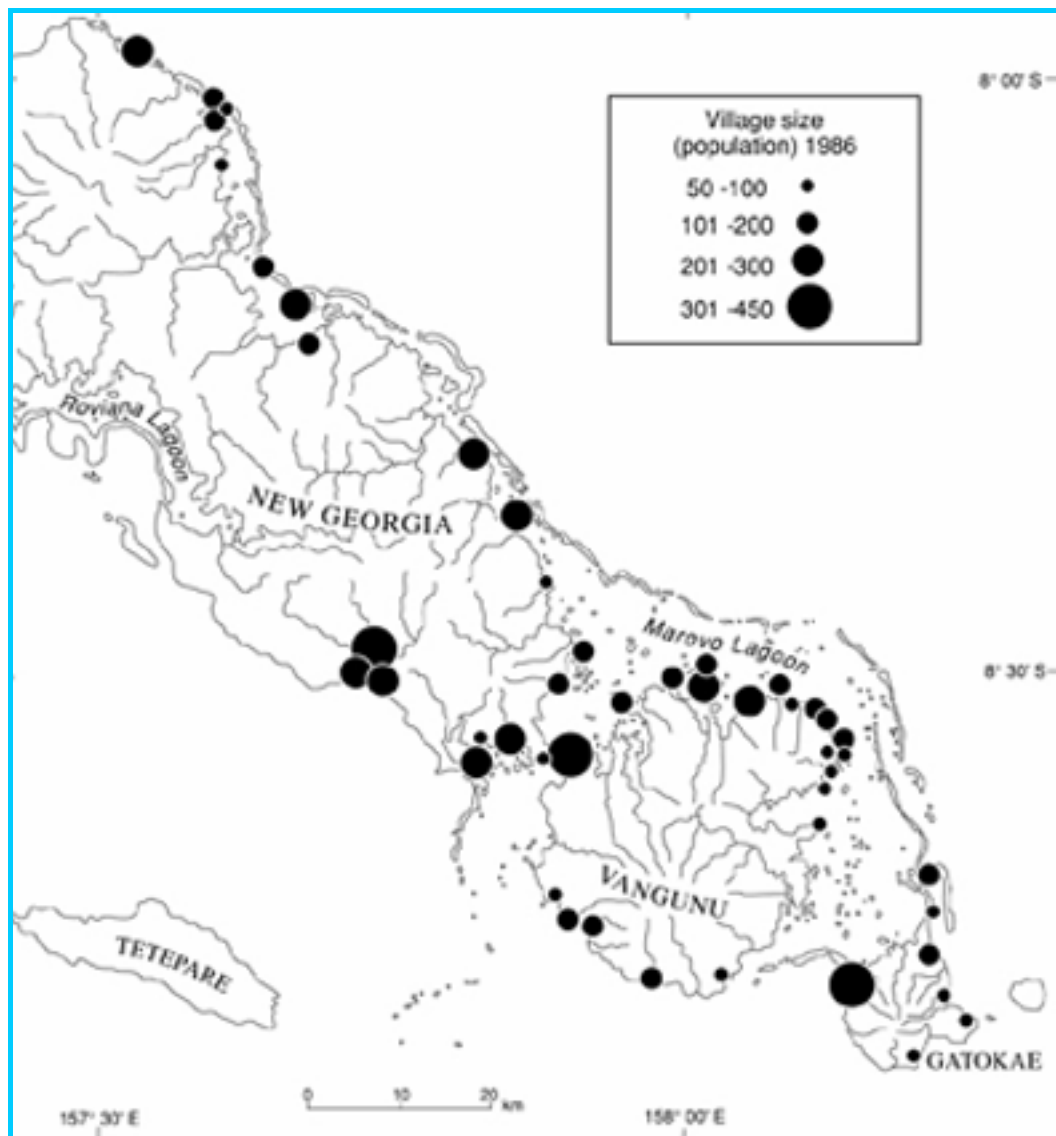 8° 00' S
Village size
(population) 1986
50 -100
101 -200
201 -300
301 -450
Roviana Lagoon
NEW GEORGIA
Marovo Lagoon
8° 30' S
VANGUNU
TETEPARE
GATOKAE
0 10 20 km
157° 30' E
158° 00' E